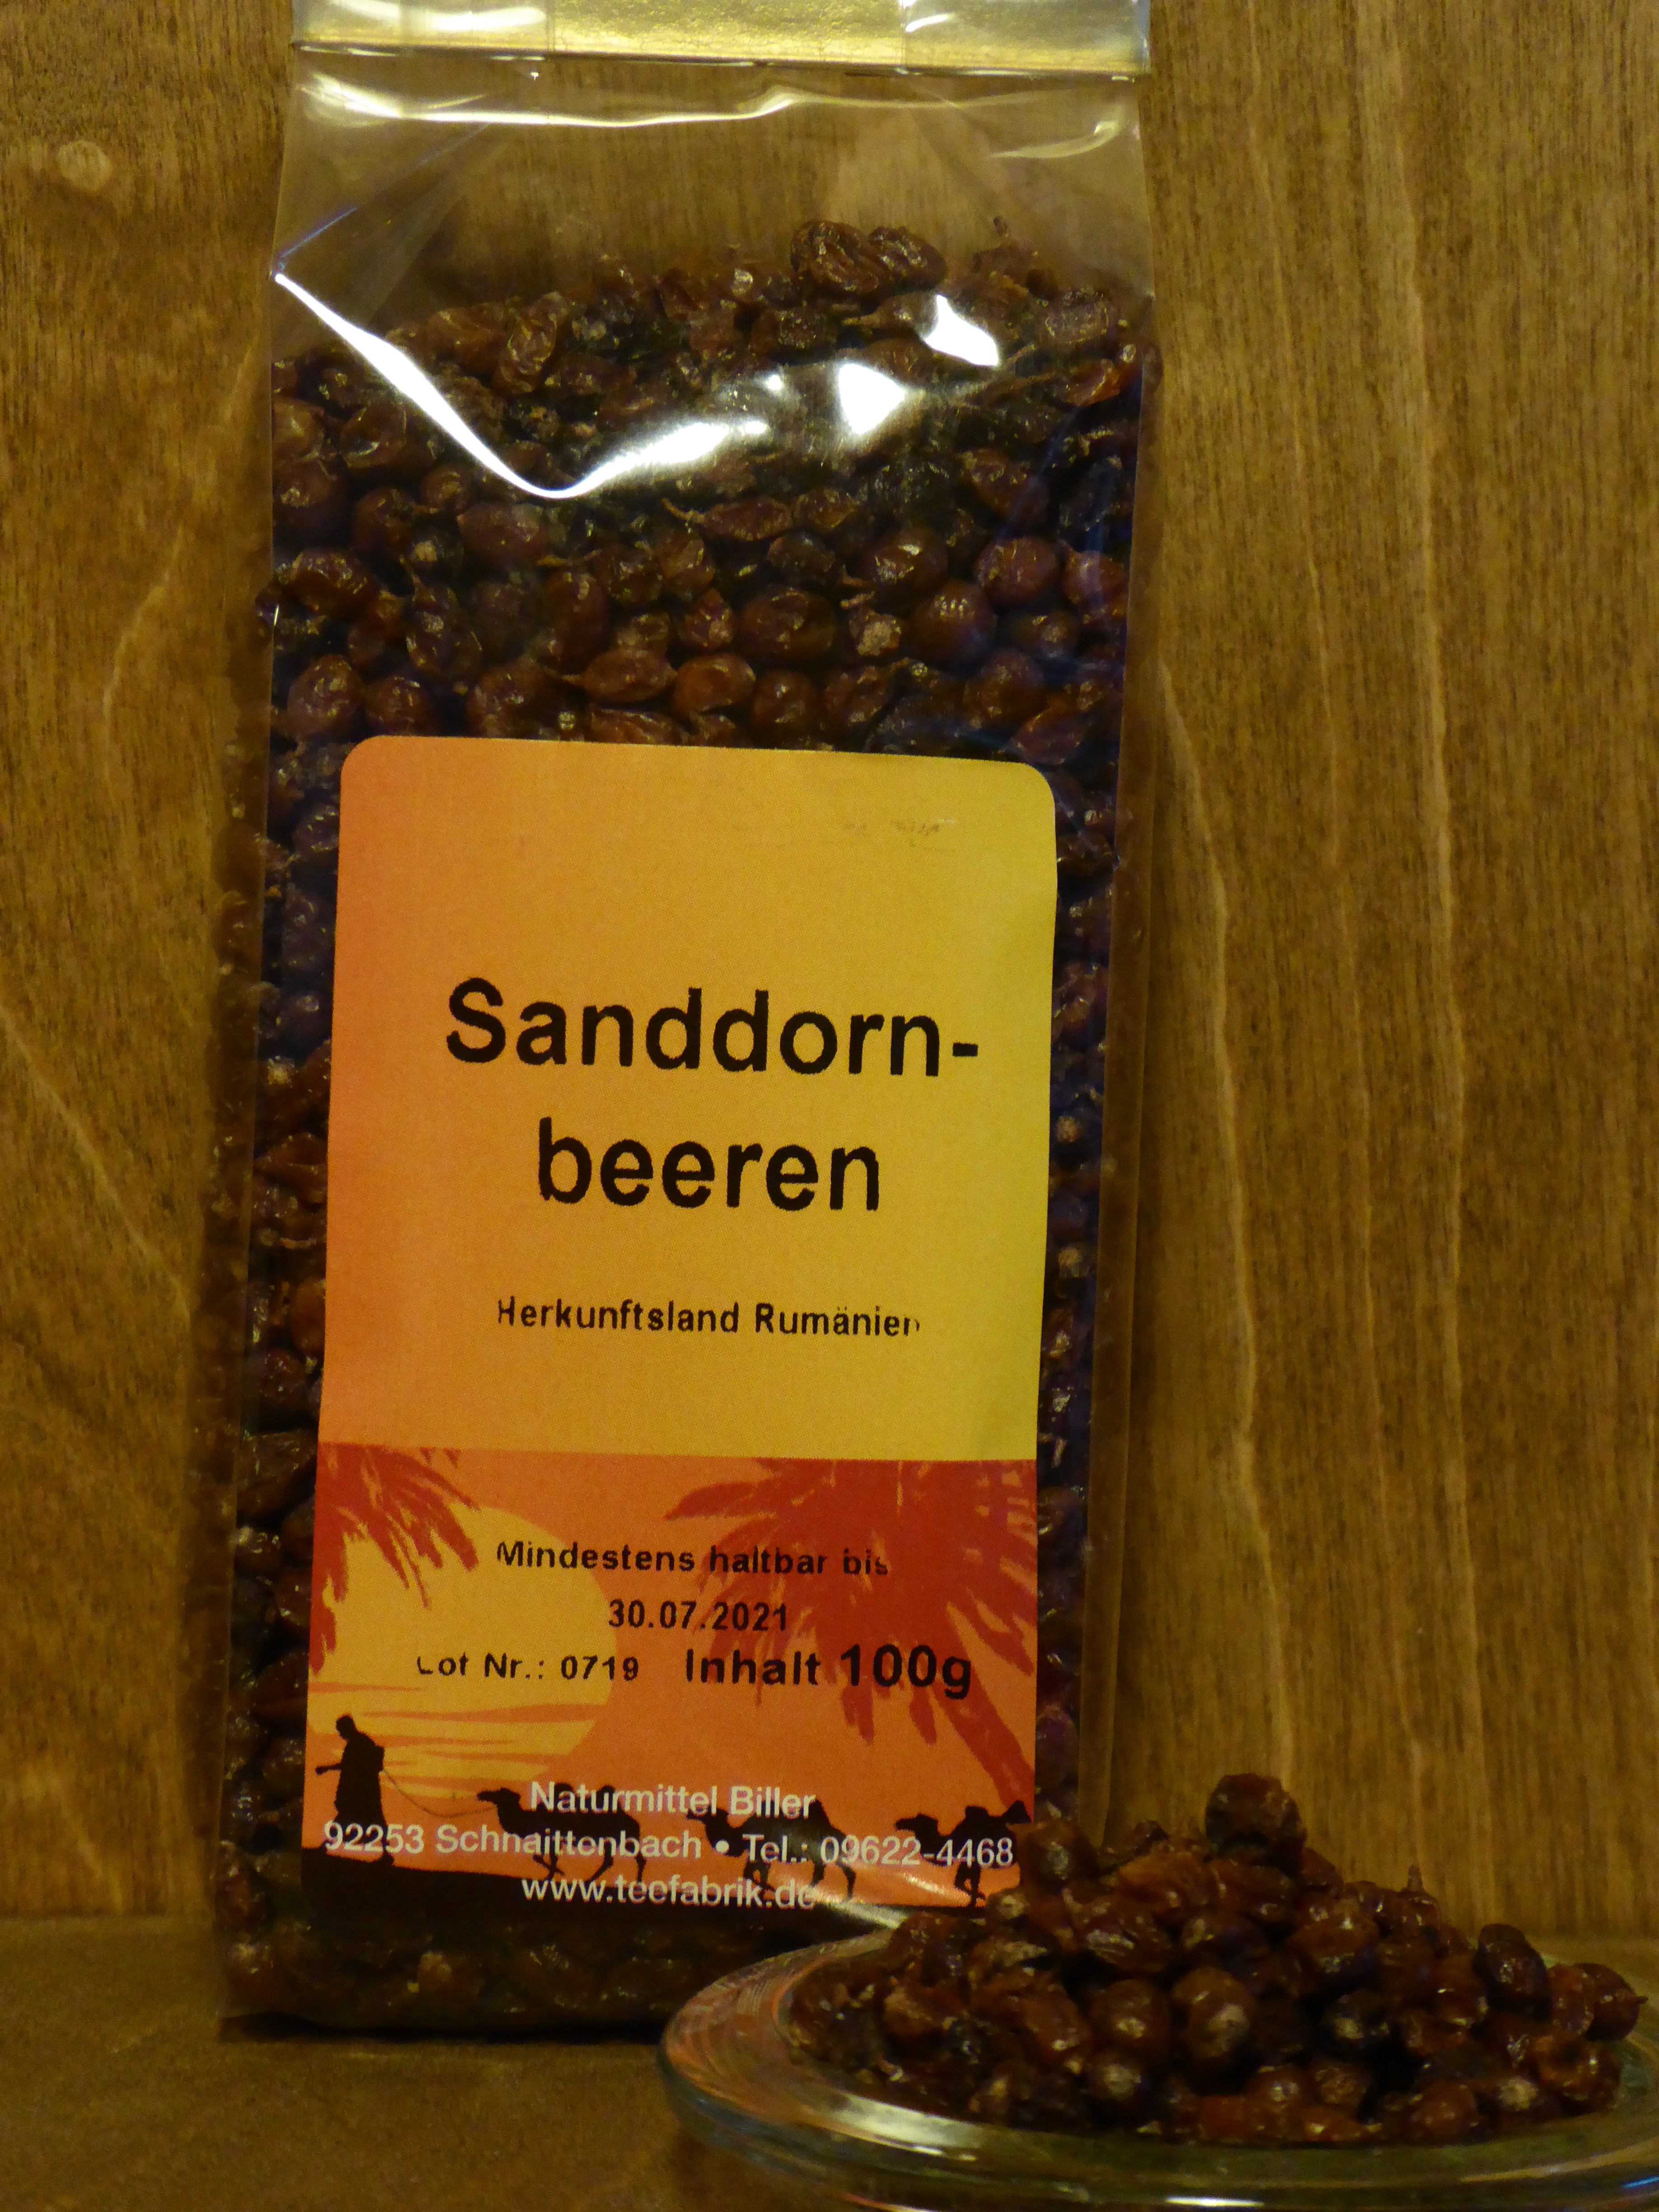 Sanddorn-
beeren
Herkunftsland Rumänien
Mindestens haltbar bis
30.07.2021
Lot Nr.: 0719 Inhalt 100g
Naturmittel Biller
92253 Schnaittenbach • Tel.: 09622-4468
www.teefabrik.de